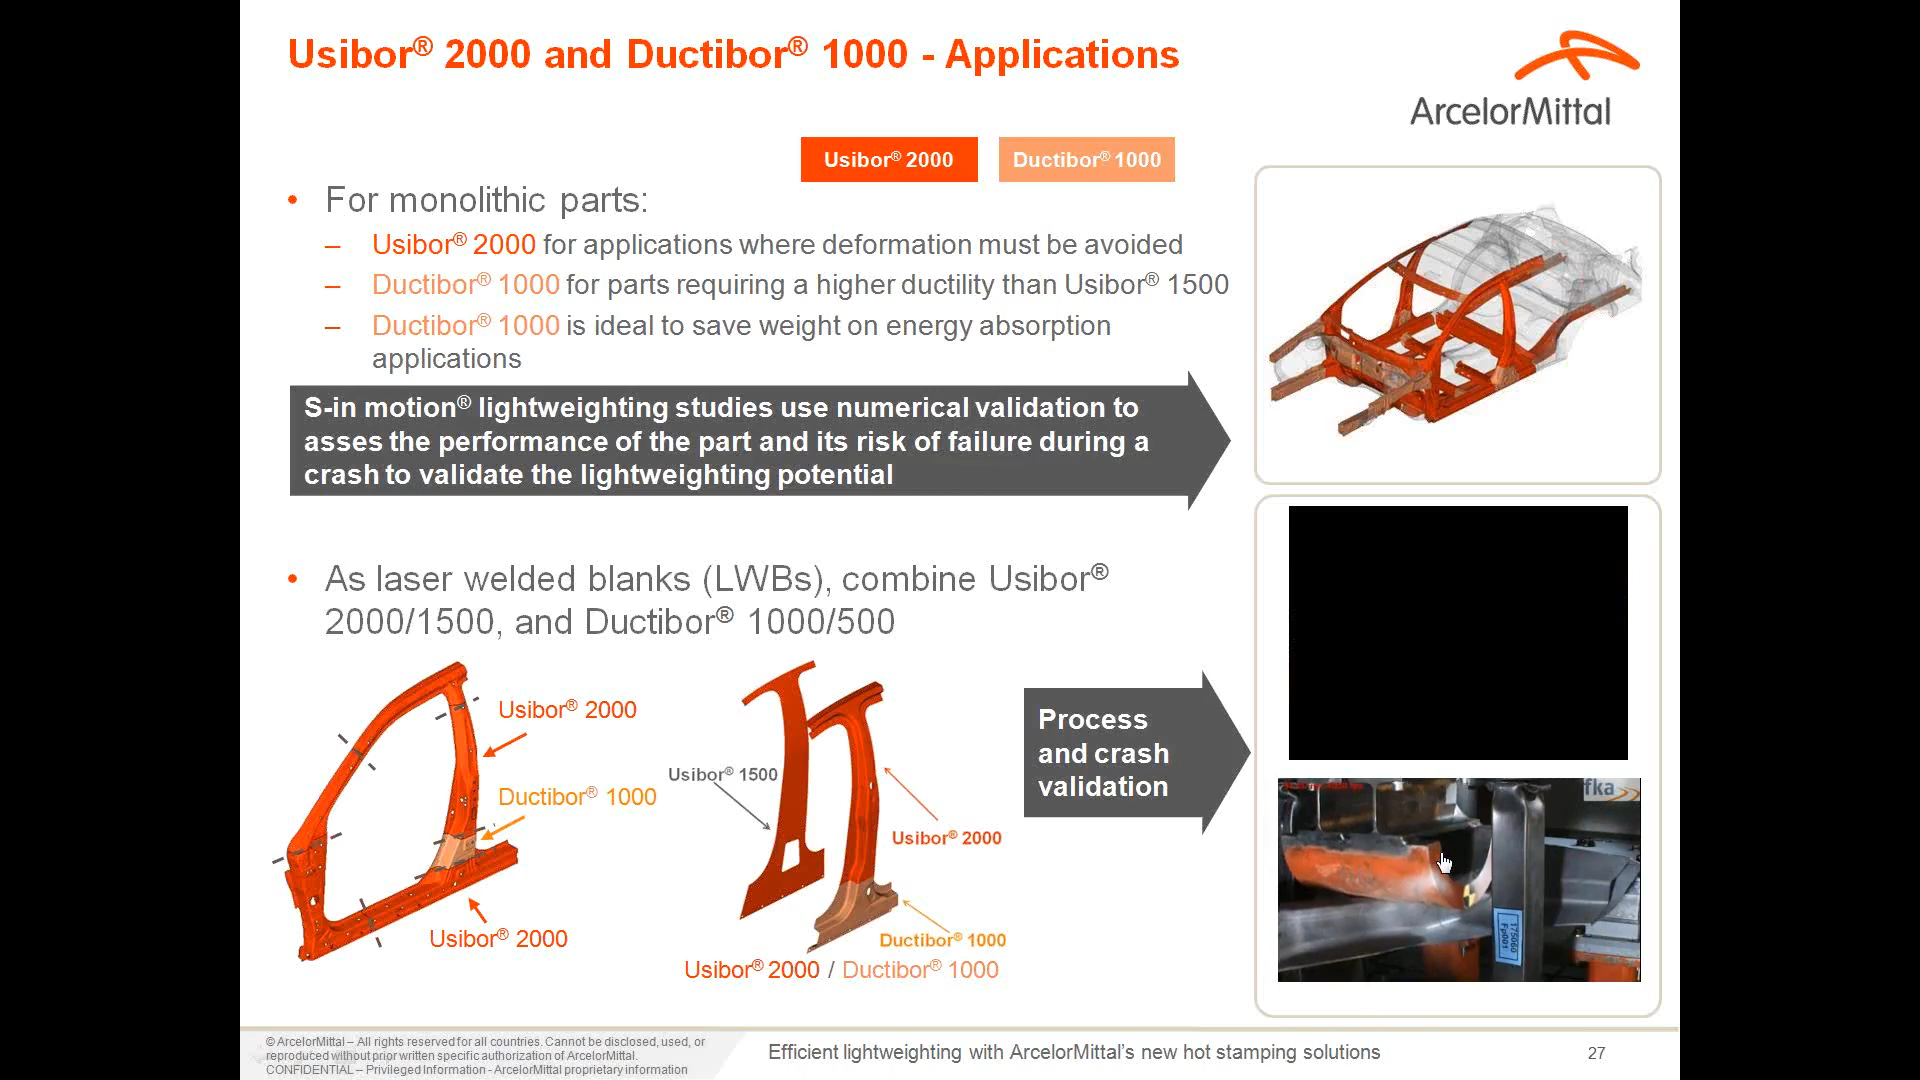 Usibor® 2000 and Ductibor® 1000 - Applications
ArcelorMittal
Usibor® 2000
Ductibor® 1000
• For monolithic parts:
– Usibor® 2000 for applications where deformation must be avoided
– Ductibor® 1000 for parts requiring a higher ductility than Usibor® 1500
– Ductibor® 1000 is ideal to save weight on energy absorption
applications
S-in motion® lightweighting studies use numerical validation to
asses the performance of the part and its risk of failure during a
crash to validate the lightweighting potential
• As laser welded blanks (LWBs), combine Usibor®
2000/1500, and Ductibor® 1000/500
Usibor® 2000
Ductibor® 1000
Usibor® 2000
Usibor® 1500
Usibor® 2000
Ductibor® 1000
Usibor® 2000 / Ductibor® 1000
Process
and crash
validation
fka
175060
Fp001
© ArcelorMittal – All rights reserved for all countries. Cannot be disclosed, used, or
reproduced without prior written specific authorization of ArcelorMittal.
CONFIDENTIAL – Privileged Information - ArcelorMittal proprietary information
Efficient lightweighting with ArcelorMittal's new hot stamping solutions
27